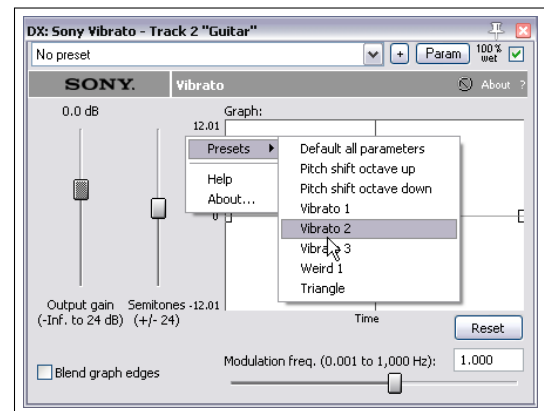 DX: Sony Vibrato - Track 2 "Guitar"
No preset
+
Param
100 %
wet
SONY.
Vibrato
About ?
0.0 dB
Graph:
12.01
Presets
Help
About...
Default all parameters
Pitch shift octave up
Pitch shift octave down
Vibrato 1
Vibrato 2
Vibrato 3
Weird 1
Triangle
0
-12.01
Output gain
(-Inf. to 24 dB)
Semitones
(+/- 24)
Time
Reset
Blend graph edges
Modulation freq. (0.001 to 1,000 Hz):
1.000